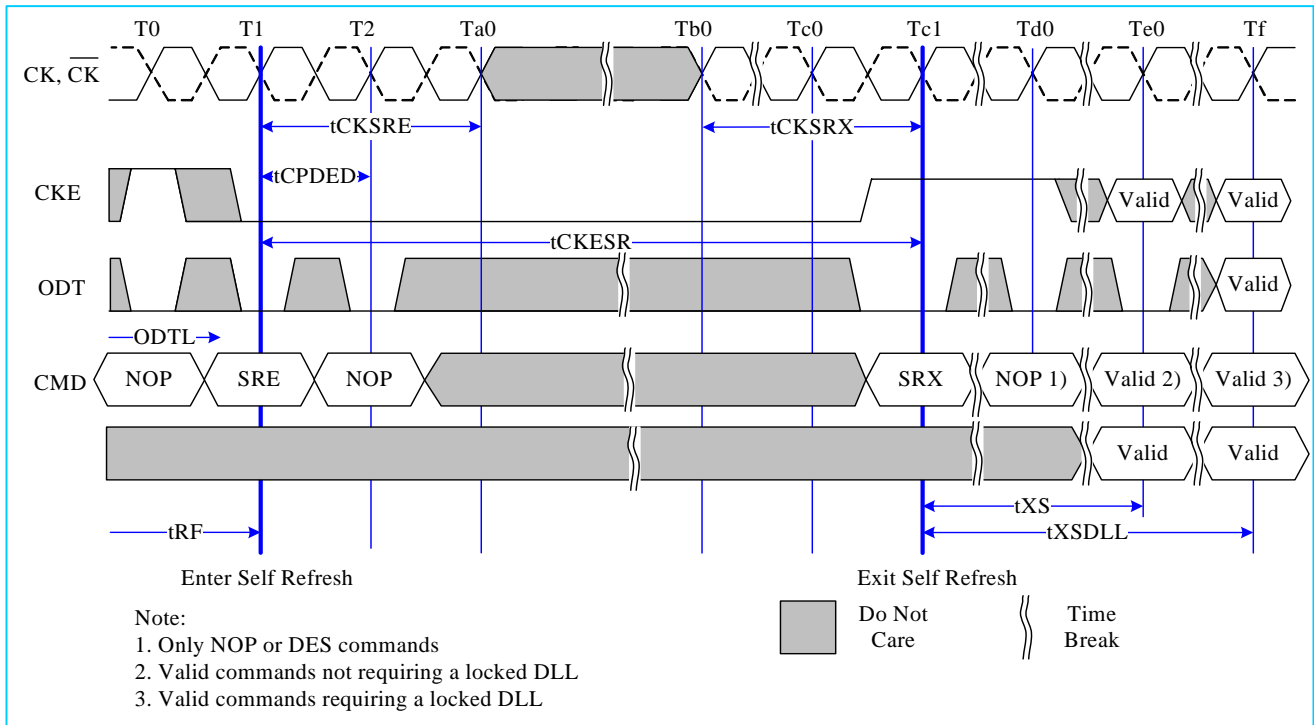 T0 T1 T2 Ta0 Tb0 Tc0 Tc1 Td0 Te0 Tf
CK, CK
tCKSRE tCKSRX
tCPDED
CKE Valid Valid
tCKESR
ODT Valid
ODTL
CMD NOP SRE NOP SRX NOP 1) Valid 2) Valid 3)
Valid Valid
tXS
tRF tXSDLL
Enter Self Refresh Exit Self Refresh
Do Not Care
Time Break
Note:
1. Only NOP or DES commands
2. Valid commands not requiring a locked DLL
3. Valid commands requiring a locked DLL